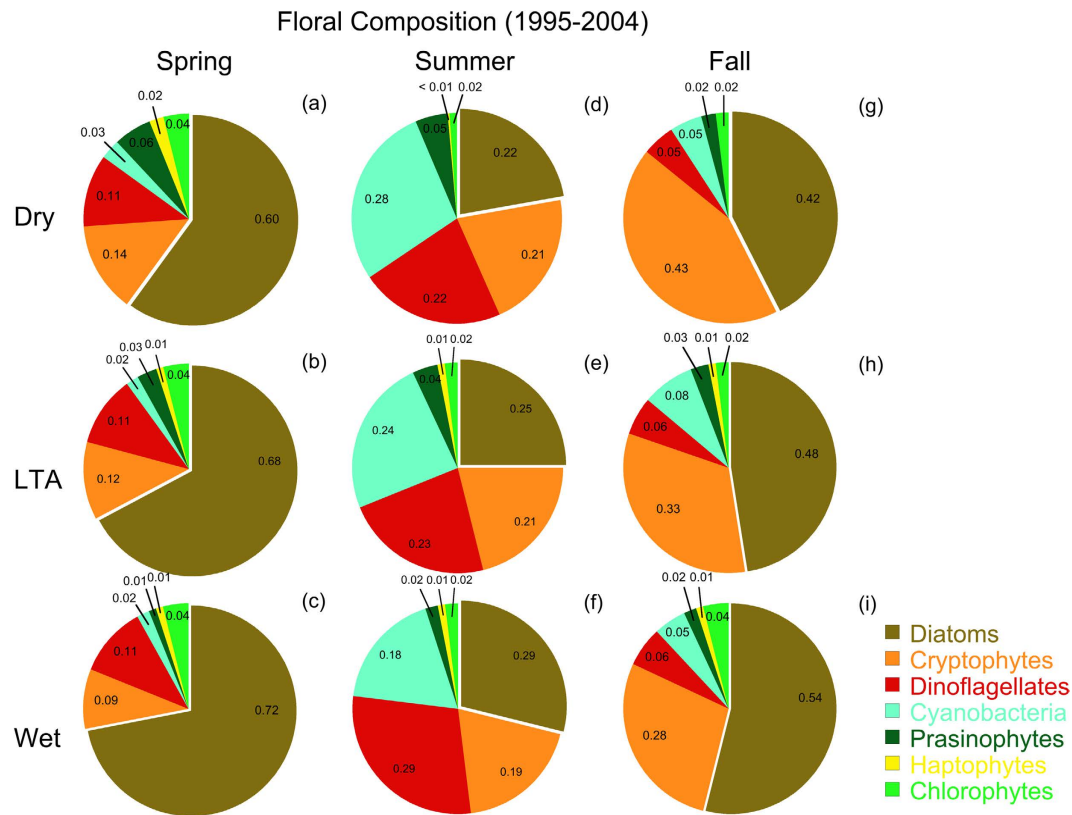 Floral Composition (1995-2004)
Spring
Summer
Fall
Dry
0.02
0.04
0.03
0.06
0.11
0.14
0.60
(a)
< 0.01
0.02
0.05
0.22
0.28
0.21
0.22
(d)
0.02
0.02
0.05
0.05
0.42
0.43
(g)
LTA
0.03
0.01
0.02
0.04
0.11
0.12
0.68
(b)
0.01
0.02
0.04
0.25
0.24
0.21
0.23
(e)
0.03
0.01
0.02
0.08
0.06
0.48
0.33
(h)
Wet
0.01
0.01
0.02
0.04
0.11
0.09
0.72
(c)
0.02
0.01
0.02
0.29
0.18
0.29
0.19
(f)
0.02
0.01
0.04
0.05
0.06
0.54
0.28
(i)
Diatoms
Cryptophytes
Dinoflagellates
Cyanobacteria
Prasinophytes
Haptophytes
Chlorophytes